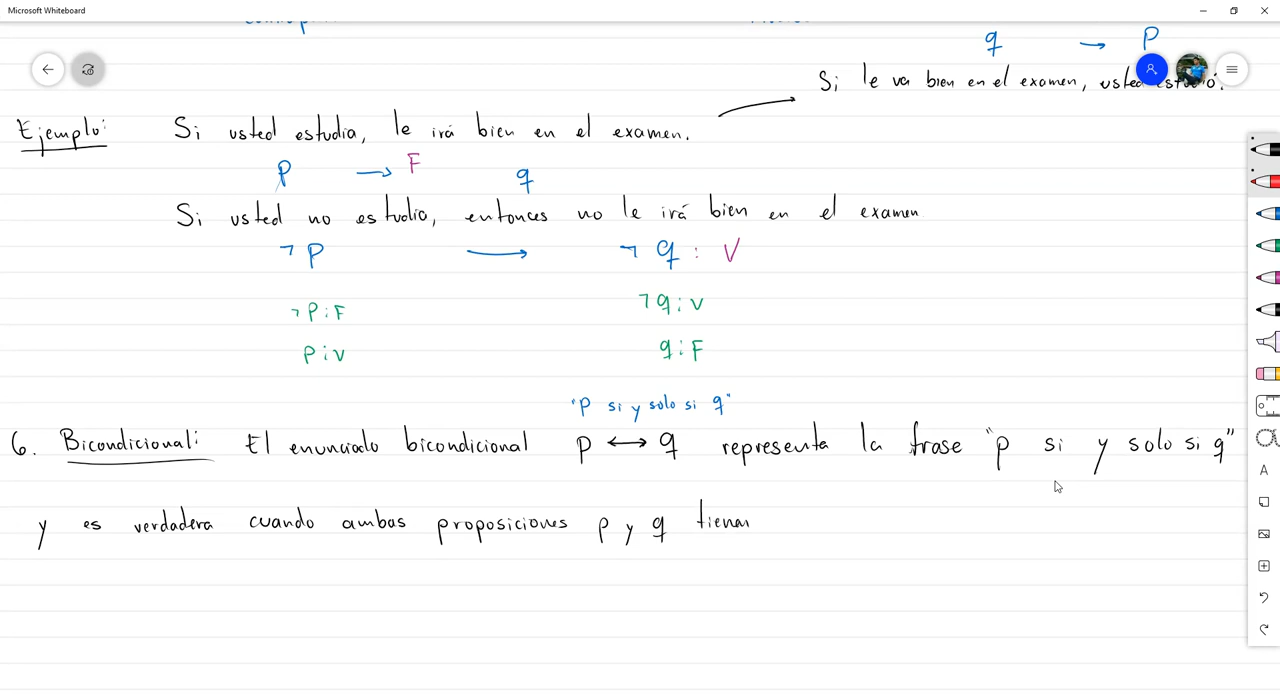 Microsoft Whiteboard
q → p
Si le va bien en el examen, usted estudió.
Ejemplo: Si usted estudia, le irá bien en el examen.
p → F q
Si usted no estudia, entonces no le irá bien en el examen
¬p → ¬q : V
¬p : F ¬q : V
p : V q : F
"p si y solo si q"
6. Bicondicional: El enunciado bicondicional p ↔ q representa la frase "p si y solo si q"
y es verdadera cuando ambas proposiciones p y q tienan
A